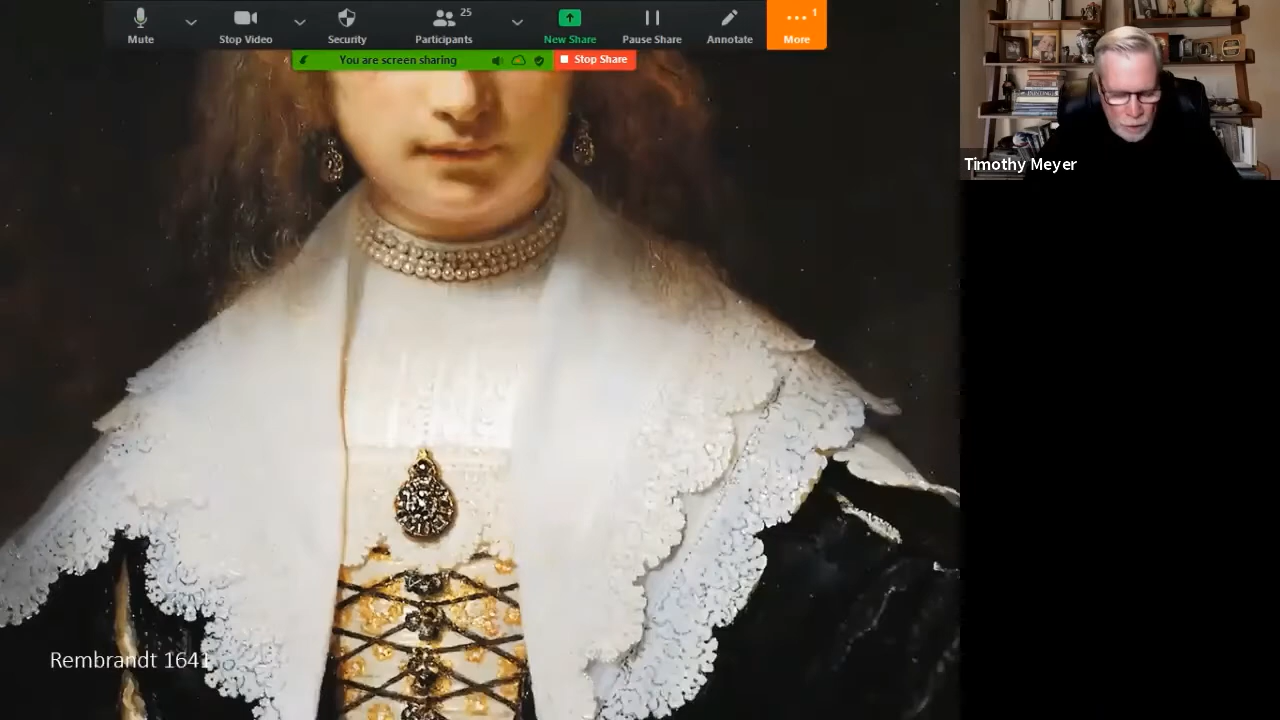 25
1
Mute
Stop Video
Security
Participants
New Share
Pause Share
Annotate
More
You are screen sharing
Stop Share
Timothy Meyer
Rembrandt 1641